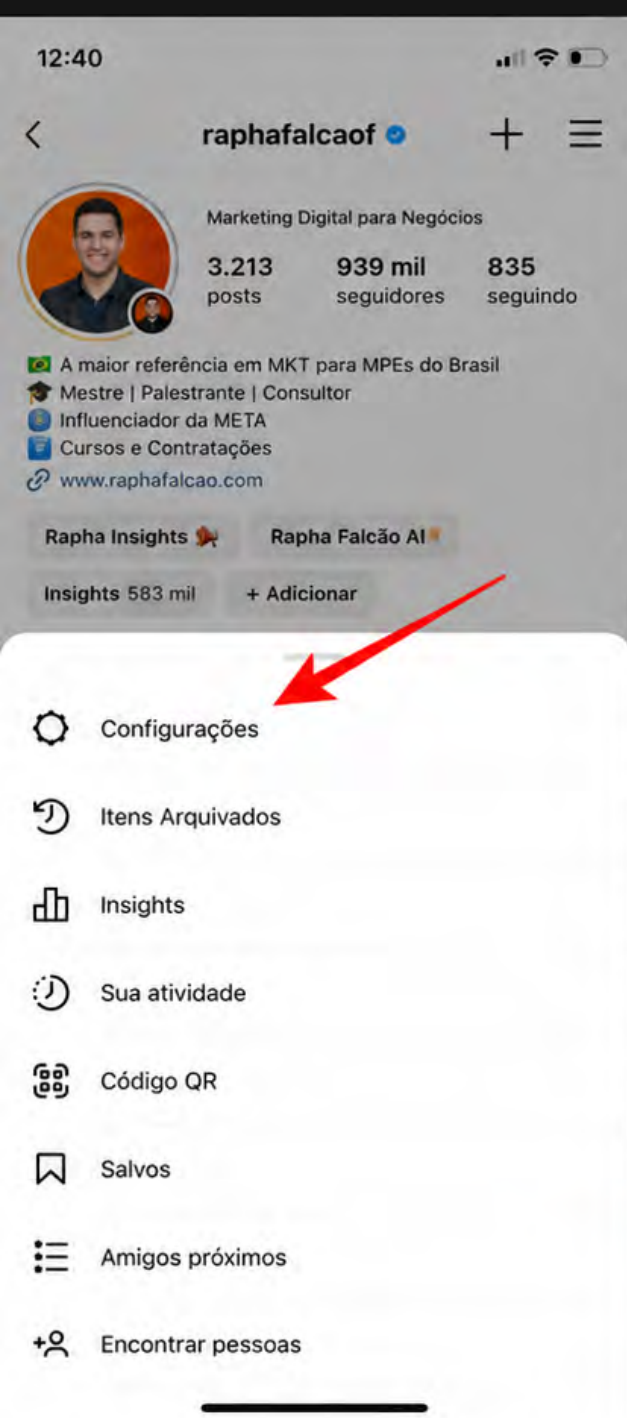 12:40
raphafalcaof
Marketing Digital para Negócios
3.213 939 mil 835
posts seguidores seguindo
A maior referência em MKT para MPEs do Brasil
Mestre | Palestrante | Consultor
Influenciador da META
Cursos e Contratações
www.raphafalcao.com
Rapha Insights Rapha Falcão AI
Insights 583 mil + Adicionar
Configurações
Itens Arquivados
Insights
Sua atividade
Código QR
Salvos
Amigos próximos
Encontrar pessoas